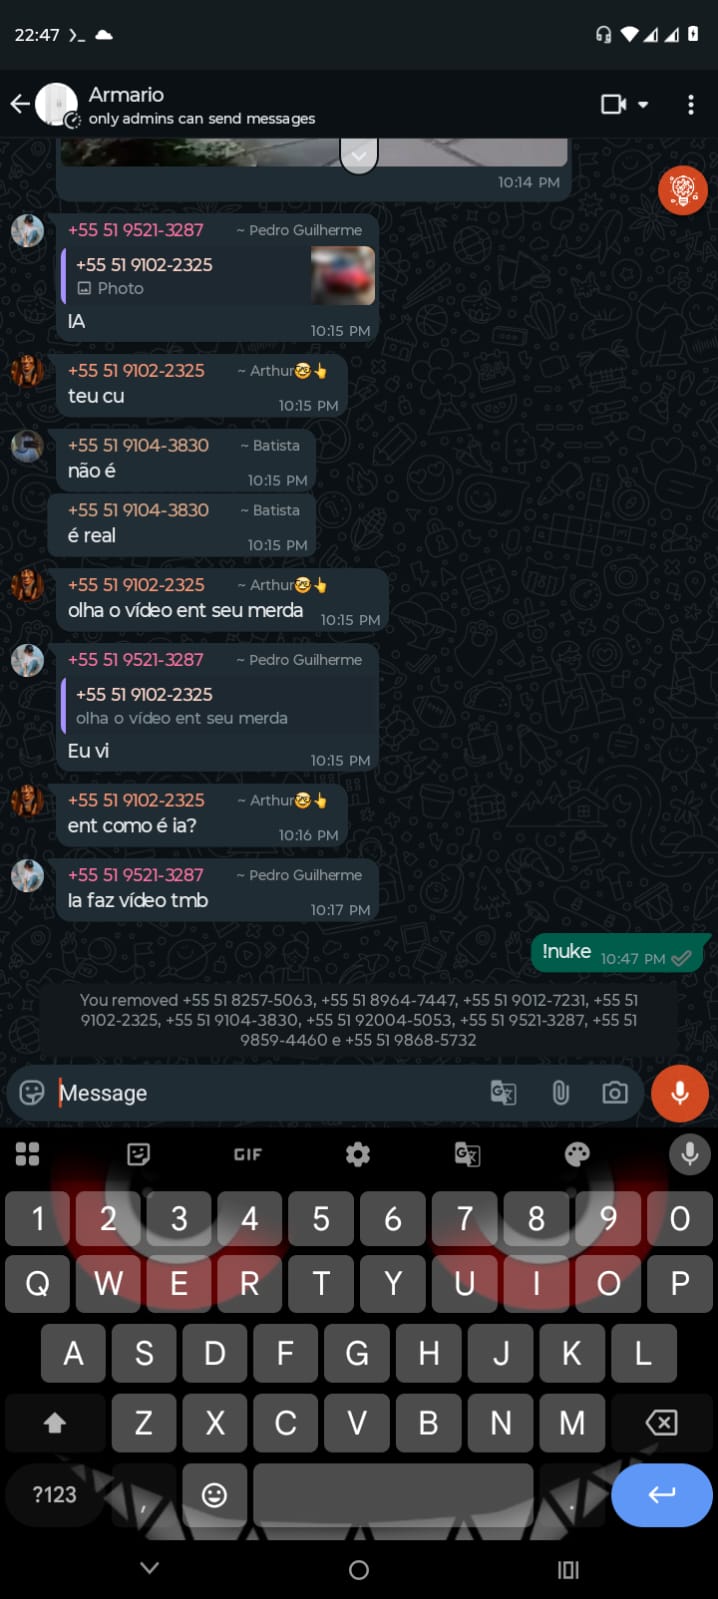 22:47
Armario
only admins can send messages
10:14 PM
+55 51 9521-3287 ~ Pedro Guilherme
+55 51 9102-2325
Photo
IA
10:15 PM
+55 51 9102-2325 ~ Arthur🤓👆
teu cu
10:15 PM
+55 51 9104-3830 ~ Batista
não é
10:15 PM
+55 51 9104-3830 ~ Batista
é real
10:15 PM
+55 51 9102-2325 ~ Arthur🤓👆
olha o vídeo ent seu merda 10:15 PM
+55 51 9521-3287 ~ Pedro Guilherme
+55 51 9102-2325
olha o vídeo ent seu merda
Eu vi
10:15 PM
+55 51 9102-2325 ~ Arthur🤓👆
ent como é ia?
10:16 PM
+55 51 9521-3287 ~ Pedro Guilherme
Ia faz vídeo tmb
10:17 PM
!nuke 10:47 PM
You removed +55 51 8257-5063, +55 51 8964-7447, +55 51 9012-7231, +55 51
9102-2325, +55 51 9104-3830, +55 51 92004-5053, +55 51 9521-3287, +55 51
9859-4460 e +55 51 9868-5732
Message
GIF
1 2 3 4 5 6 7 8 9 0
Q W E R T Y U I O P
A S D F G H J K L
Z X C V B N M
?123 , .